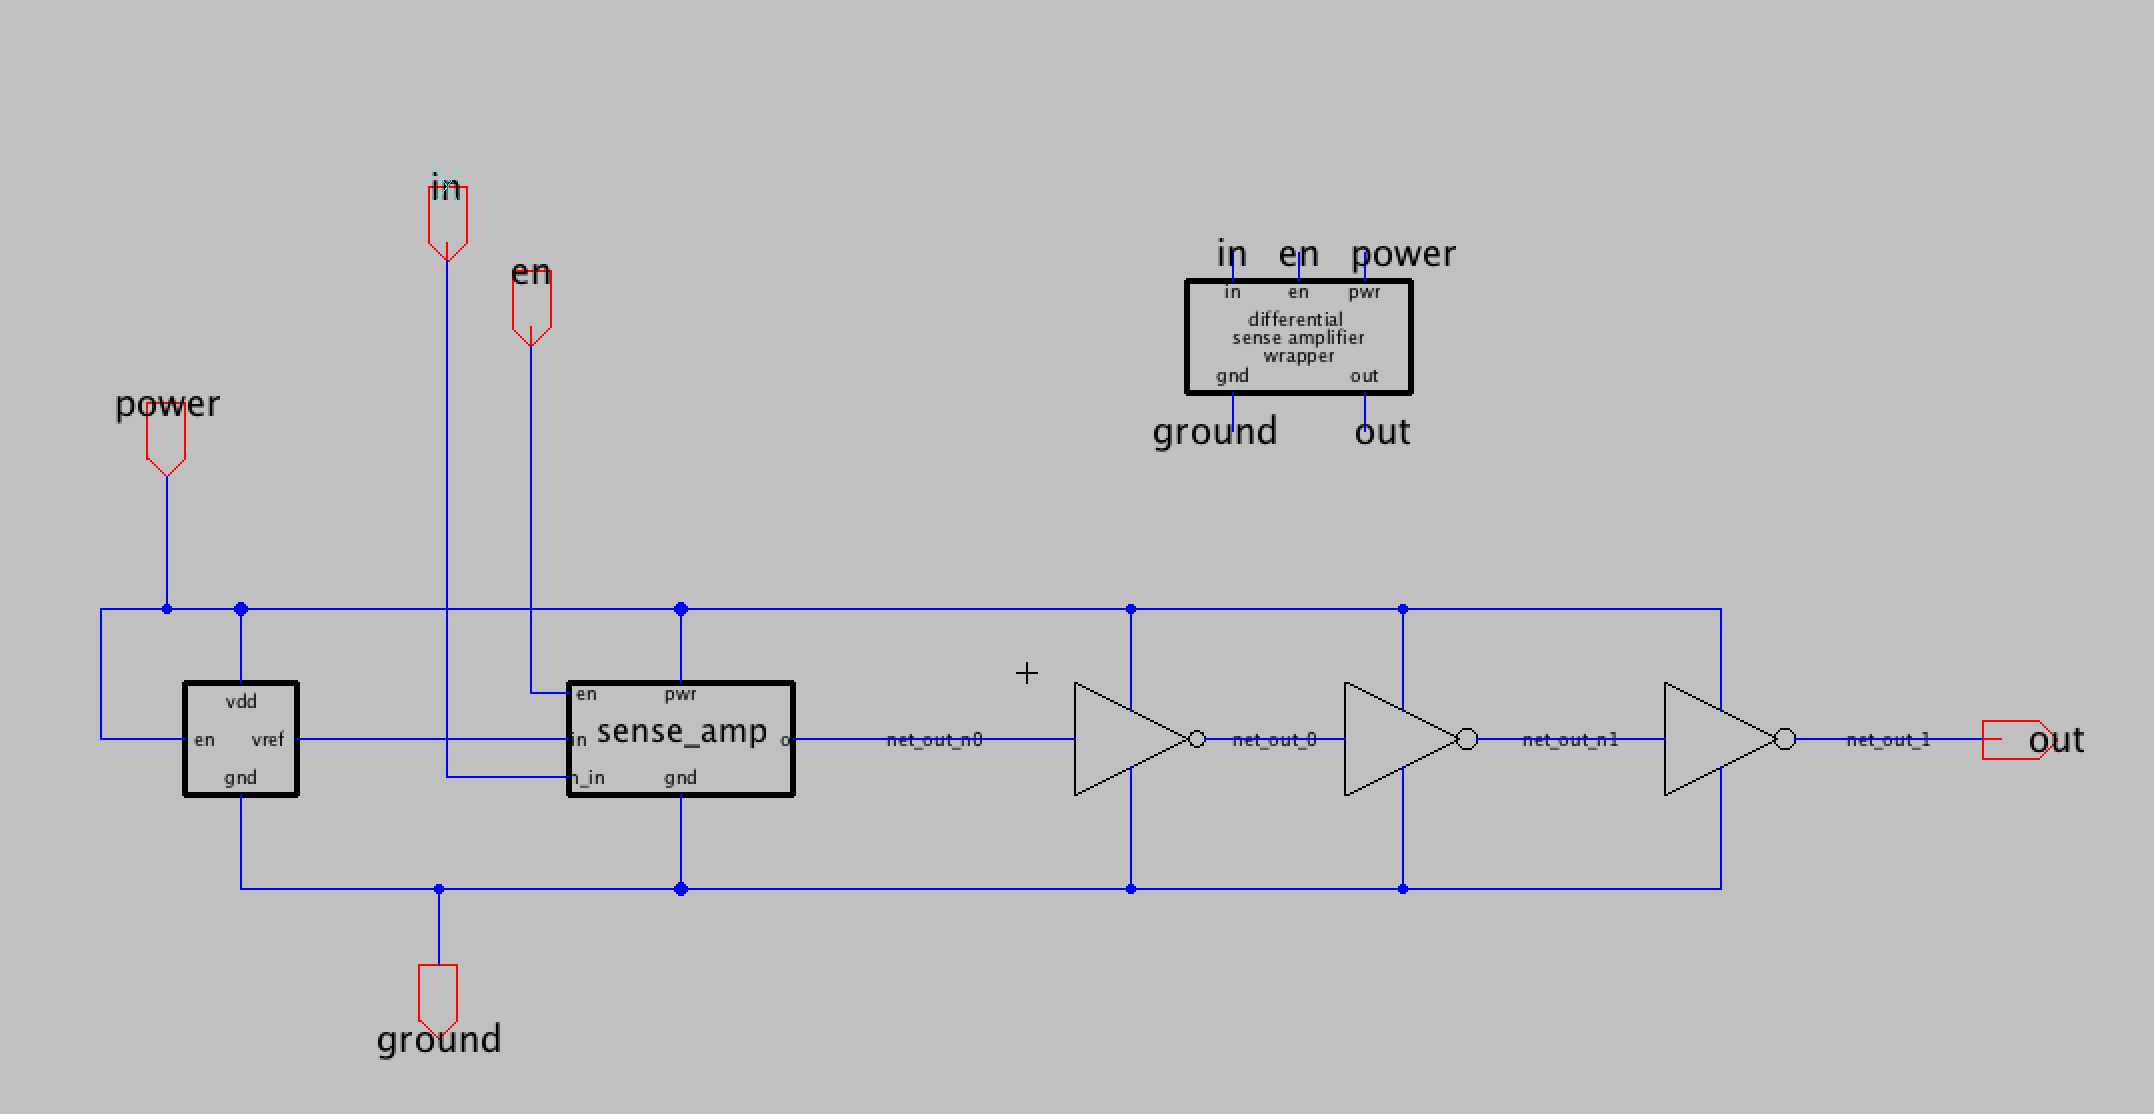 in
en
power
in en power
in en pwr
differential
sense amplifier
wrapper
gnd out
ground out
vdd
en vref
gnd
en pwr
in sense_amp o
n_in gnd
net_out_n0
net_out_0
net_out_n1
net_out_1
out
ground